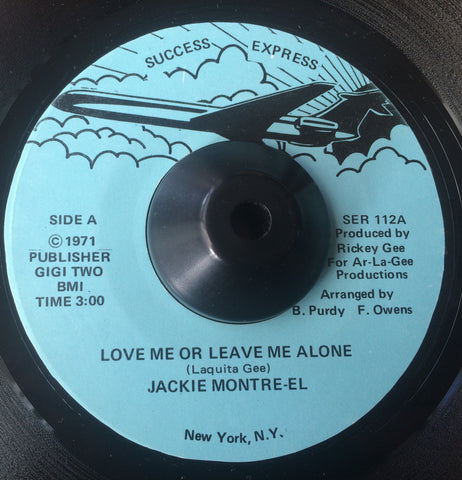 SUCCESS EXPRESS
SIDE A
© 1971
PUBLISHER
GIGI TWO
BMI
TIME 3:00
SER 112A
Produced by
Rickey Gee
For Ar-La-Gee
Productions
Arranged by
B. Purdy F. Owens
LOVE ME OR LEAVE ME ALONE
(Laquita Gee)
JACKIE MONTRE-EL
New York, N.Y.